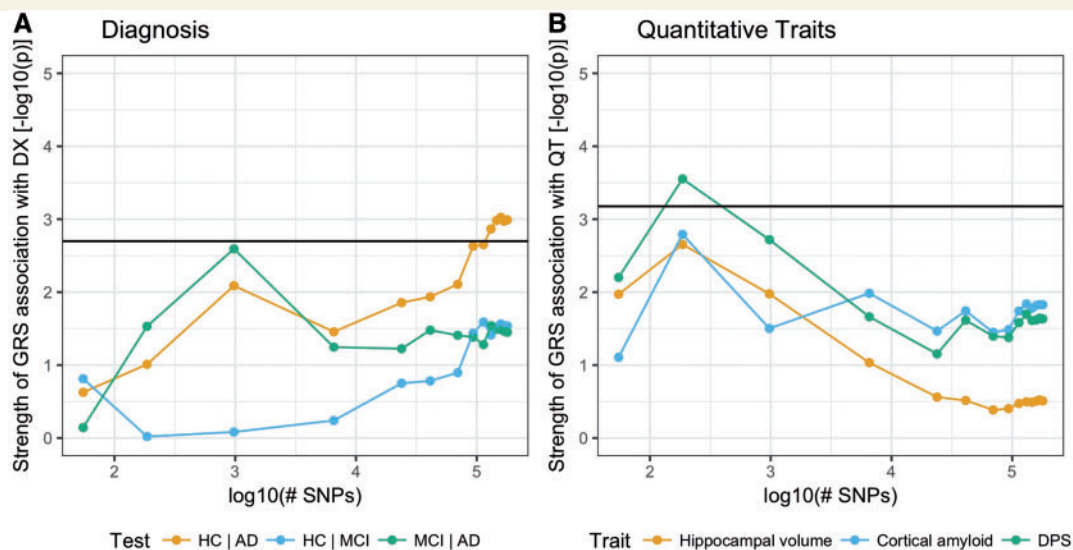 A
Diagnosis
Strength of GRS association with DX [-log10(p)]
5
4
3
2
1
0
2
3
4
5
log10(# SNPs)
Test
HC | AD
HC | MCI
MCI | AD
B
Quantitative Traits
Strength of GRS association with QT [-log10(p)]
5
4
3
2
1
0
2
3
4
5
log10(# SNPs)
Trait
Hippocampal volume
Cortical amyloid
DPS